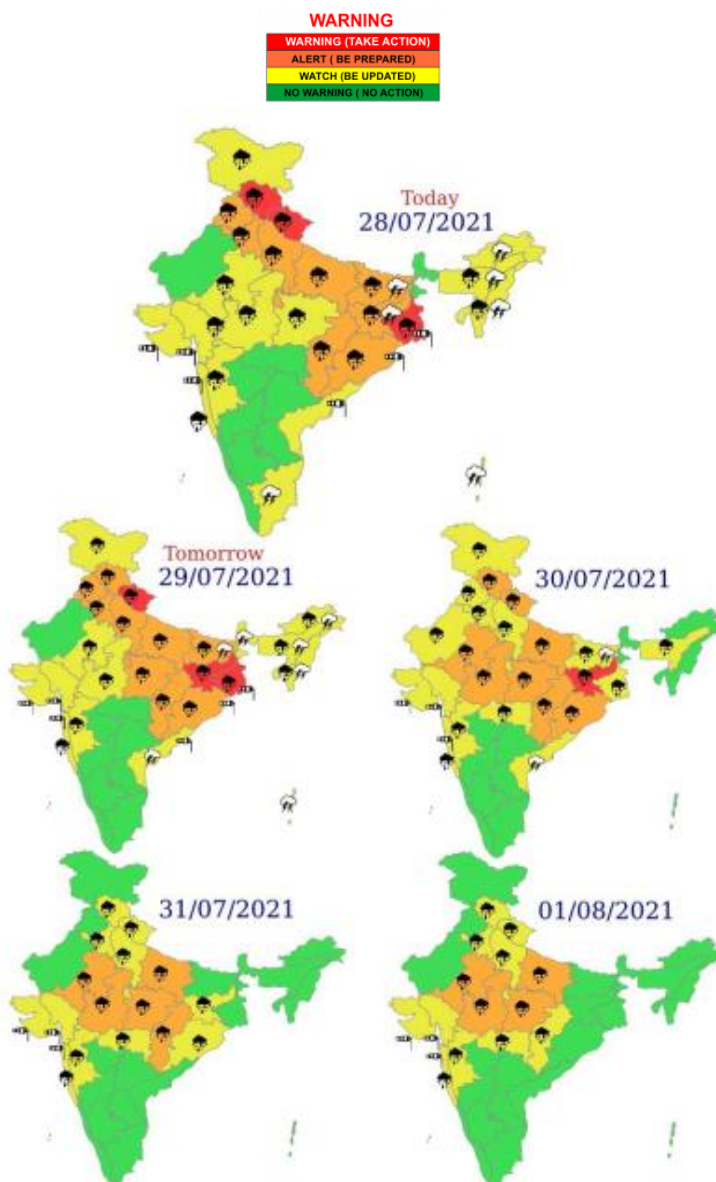 WARNING
WARNING (TAKE ACTION)
ALERT ( BE PREPARED)
WATCH (BE UPDATED)
NO WARNING ( NO ACTION)
Today
28/07/2021
Tomorrow
29/07/2021
30/07/2021
31/07/2021
01/08/2021